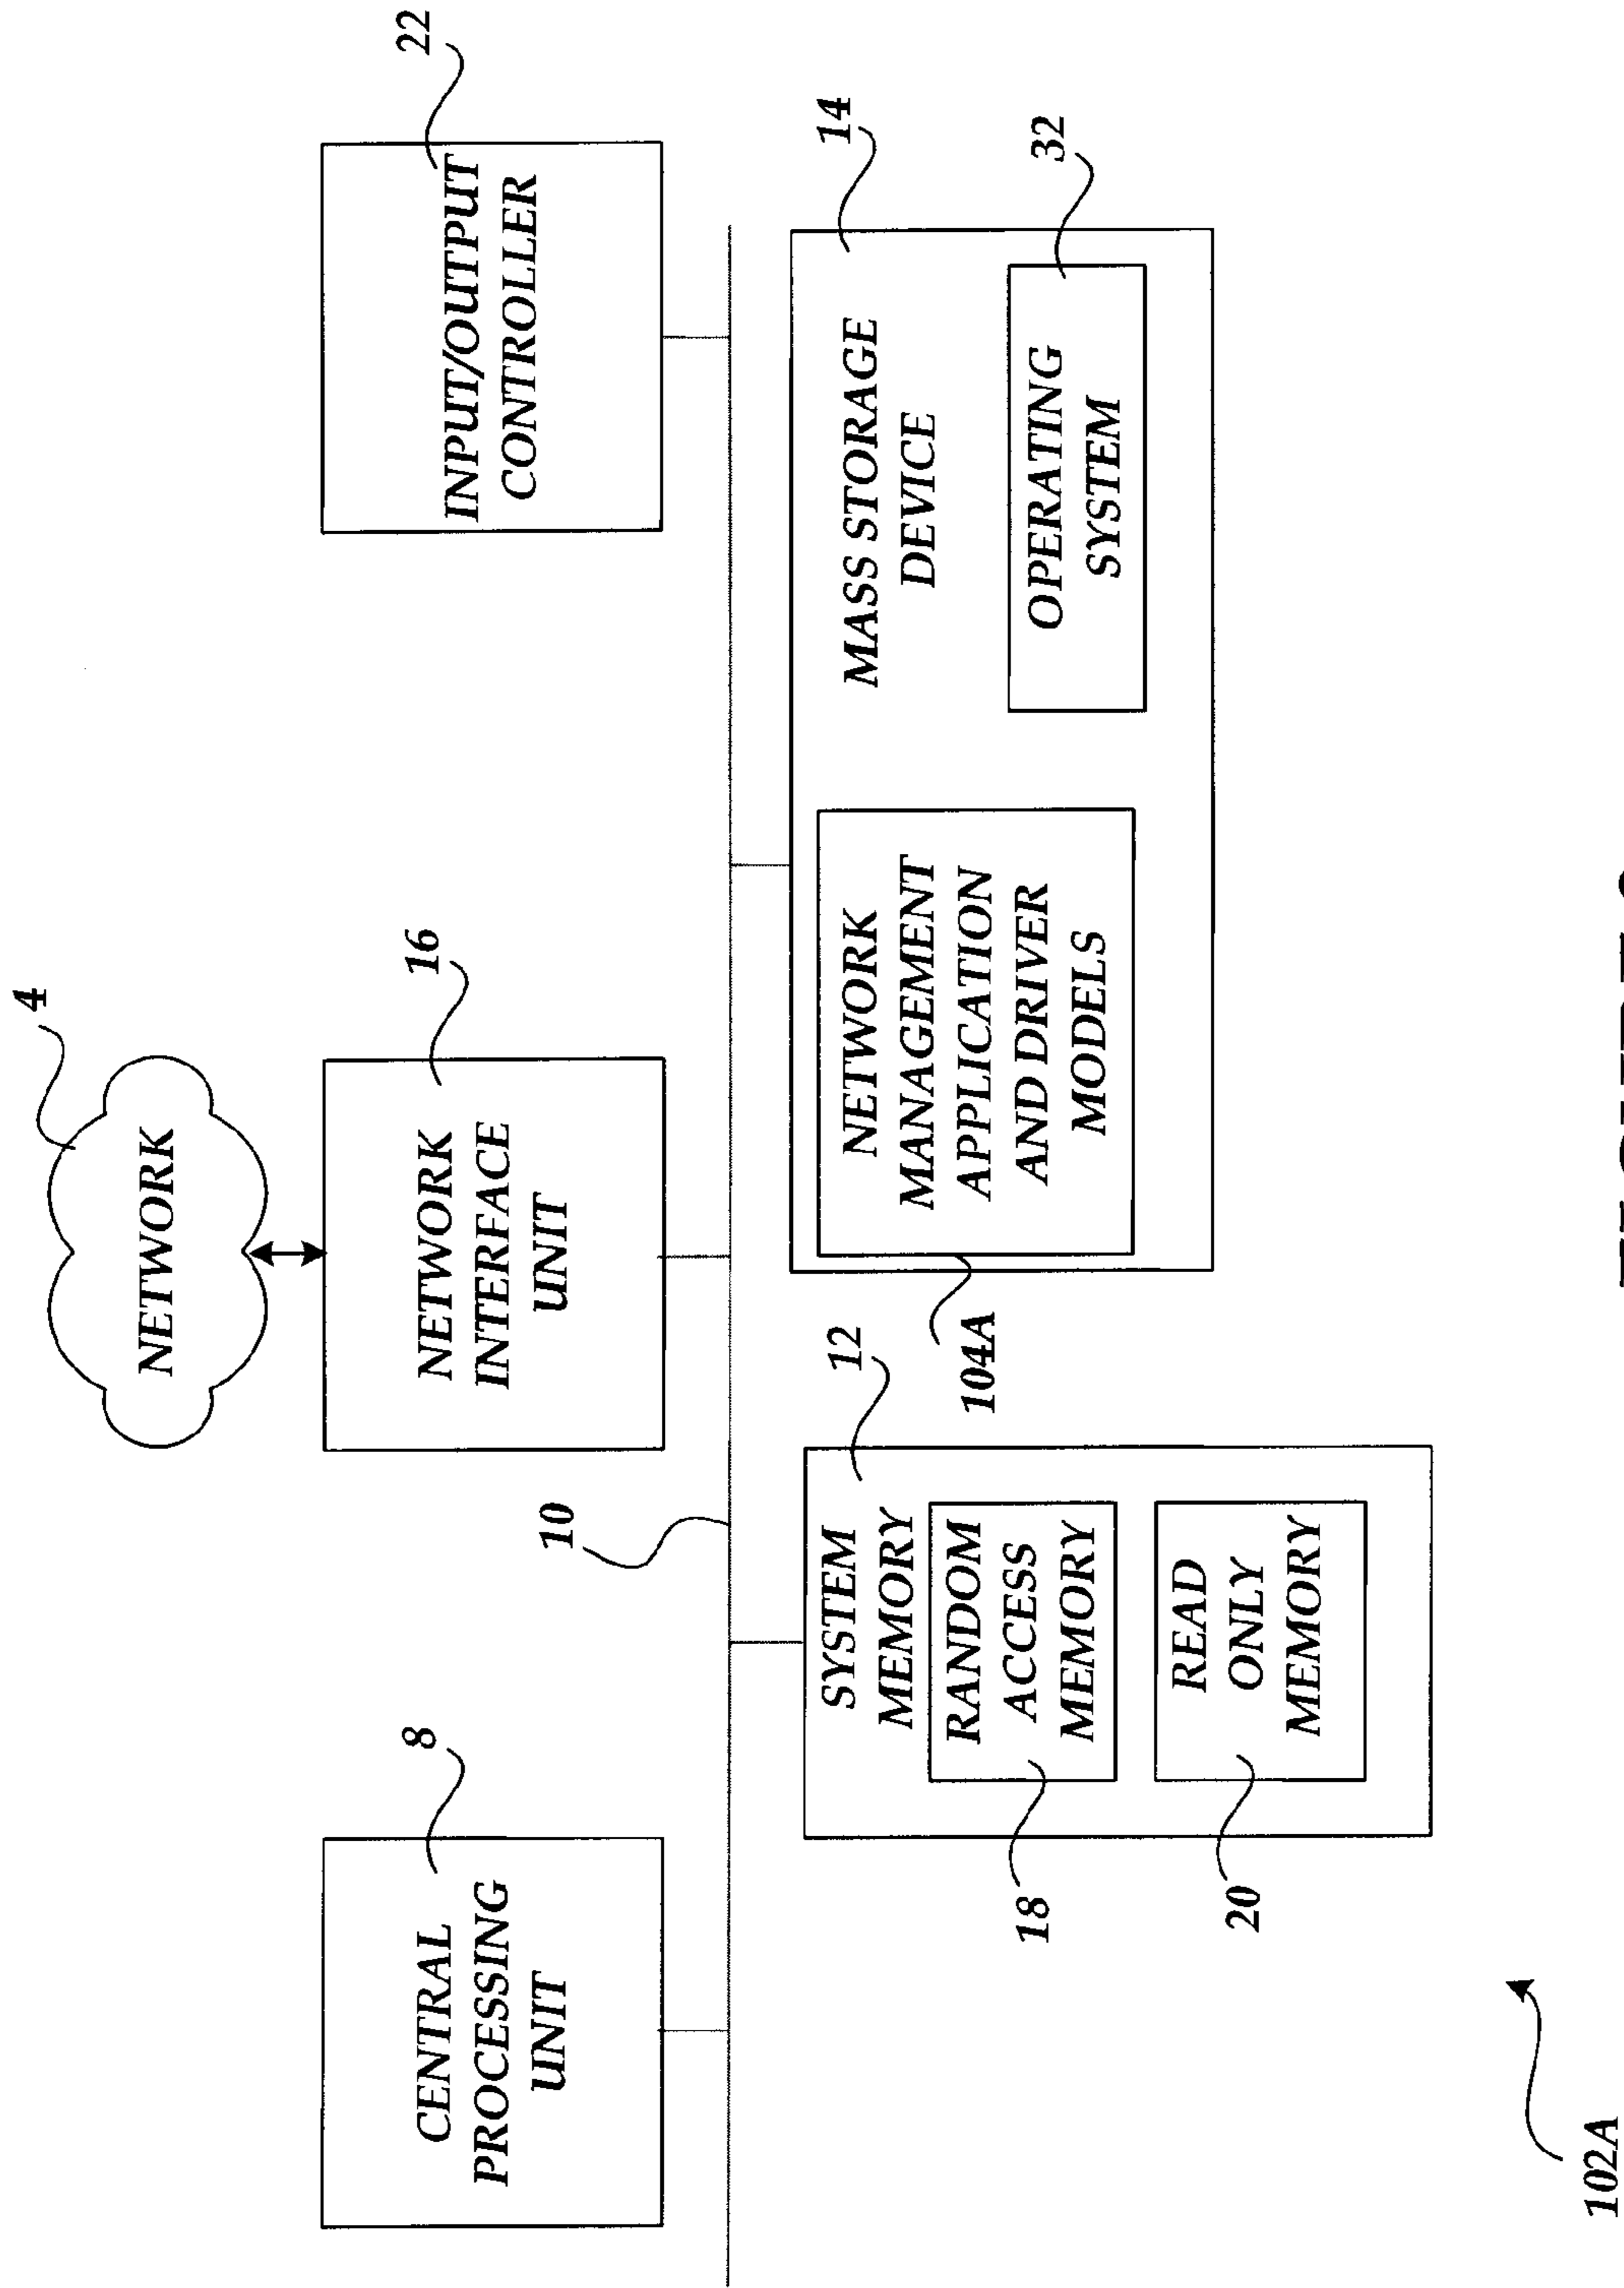 4
NETWORK
8
CENTRAL
PROCESSING
UNIT
16
NETWORK
INTERFACE
UNIT
22
INPUT/OUTPUT
CONTROLLER
10
12
SYSTEM
MEMORY
RANDOM
ACCESS
MEMORY
18
READ
ONLY
MEMORY
20
14
MASS STORAGE
DEVICE
NETWORK
MANAGEMENT
APPLICATION
AND DRIVER
MODELS
104A
32
OPERATING
SYSTEM
102A